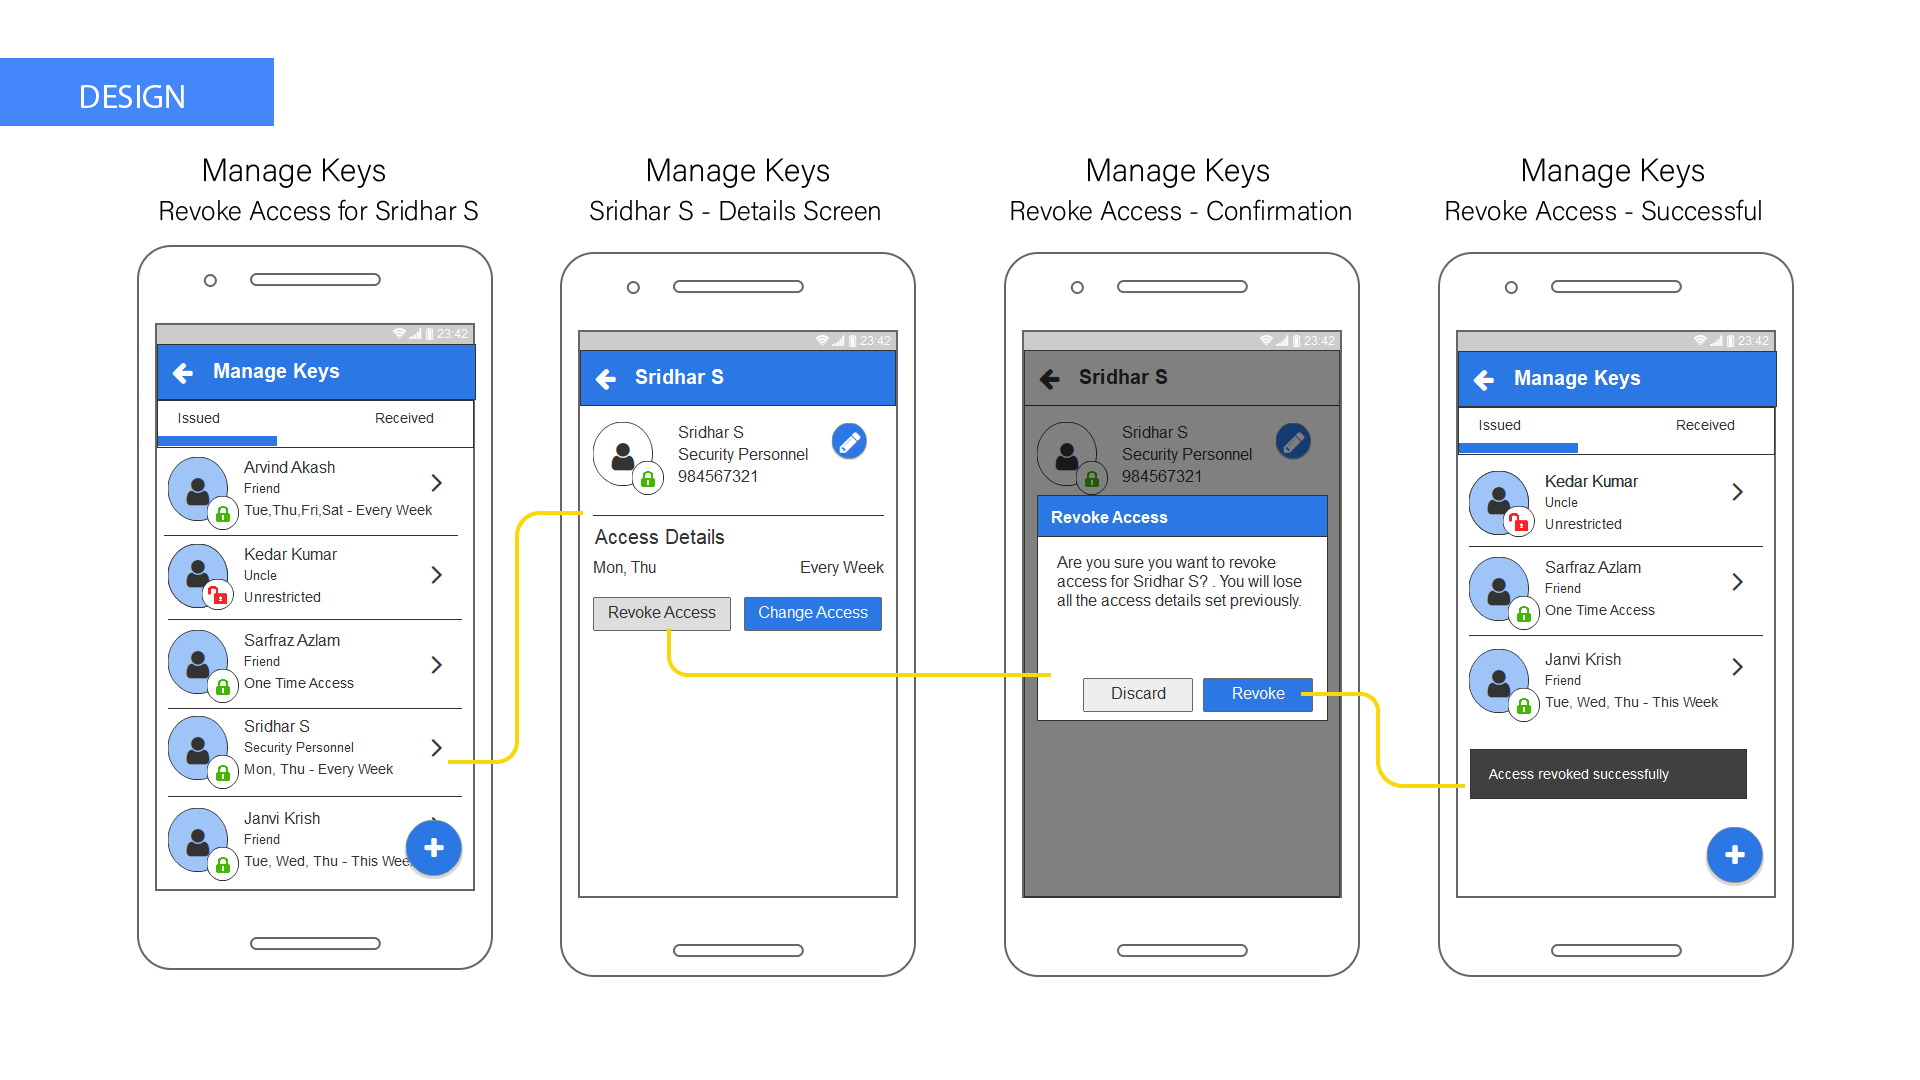 DESIGN
Manage Keys
Revoke Access for Sridhar S
23:42
Manage Keys
Issued Received
Arvind Akash
Friend
Tue,Thu,Fri,Sat - Every Week
Kedar Kumar
Uncle
Unrestricted
Sarfraz Azlam
Friend
One Time Access
Sridhar S
Security Personnel
Mon, Thu - Every Week
Janvi Krish
Friend
Tue, Wed, Thu - This Wee
Manage Keys
Sridhar S - Details Screen
23:42
Sridhar S
Sridhar S
Security Personnel
984567321
Access Details
Mon, Thu Every Week
Revoke Access Change Access
Manage Keys
Revoke Access - Confirmation
23:42
Sridhar S
Sridhar S
Security Personnel
984567321
Revoke Access
Are you sure you want to revoke
access for Sridhar S? . You will lose
all the access details set previously.
Discard Revoke
Manage Keys
Revoke Access - Successful
23:42
Manage Keys
Issued Received
Kedar Kumar
Uncle
Unrestricted
Sarfraz Azlam
Friend
One Time Access
Janvi Krish
Friend
Tue, Wed, Thu - This Week
Access revoked successfully